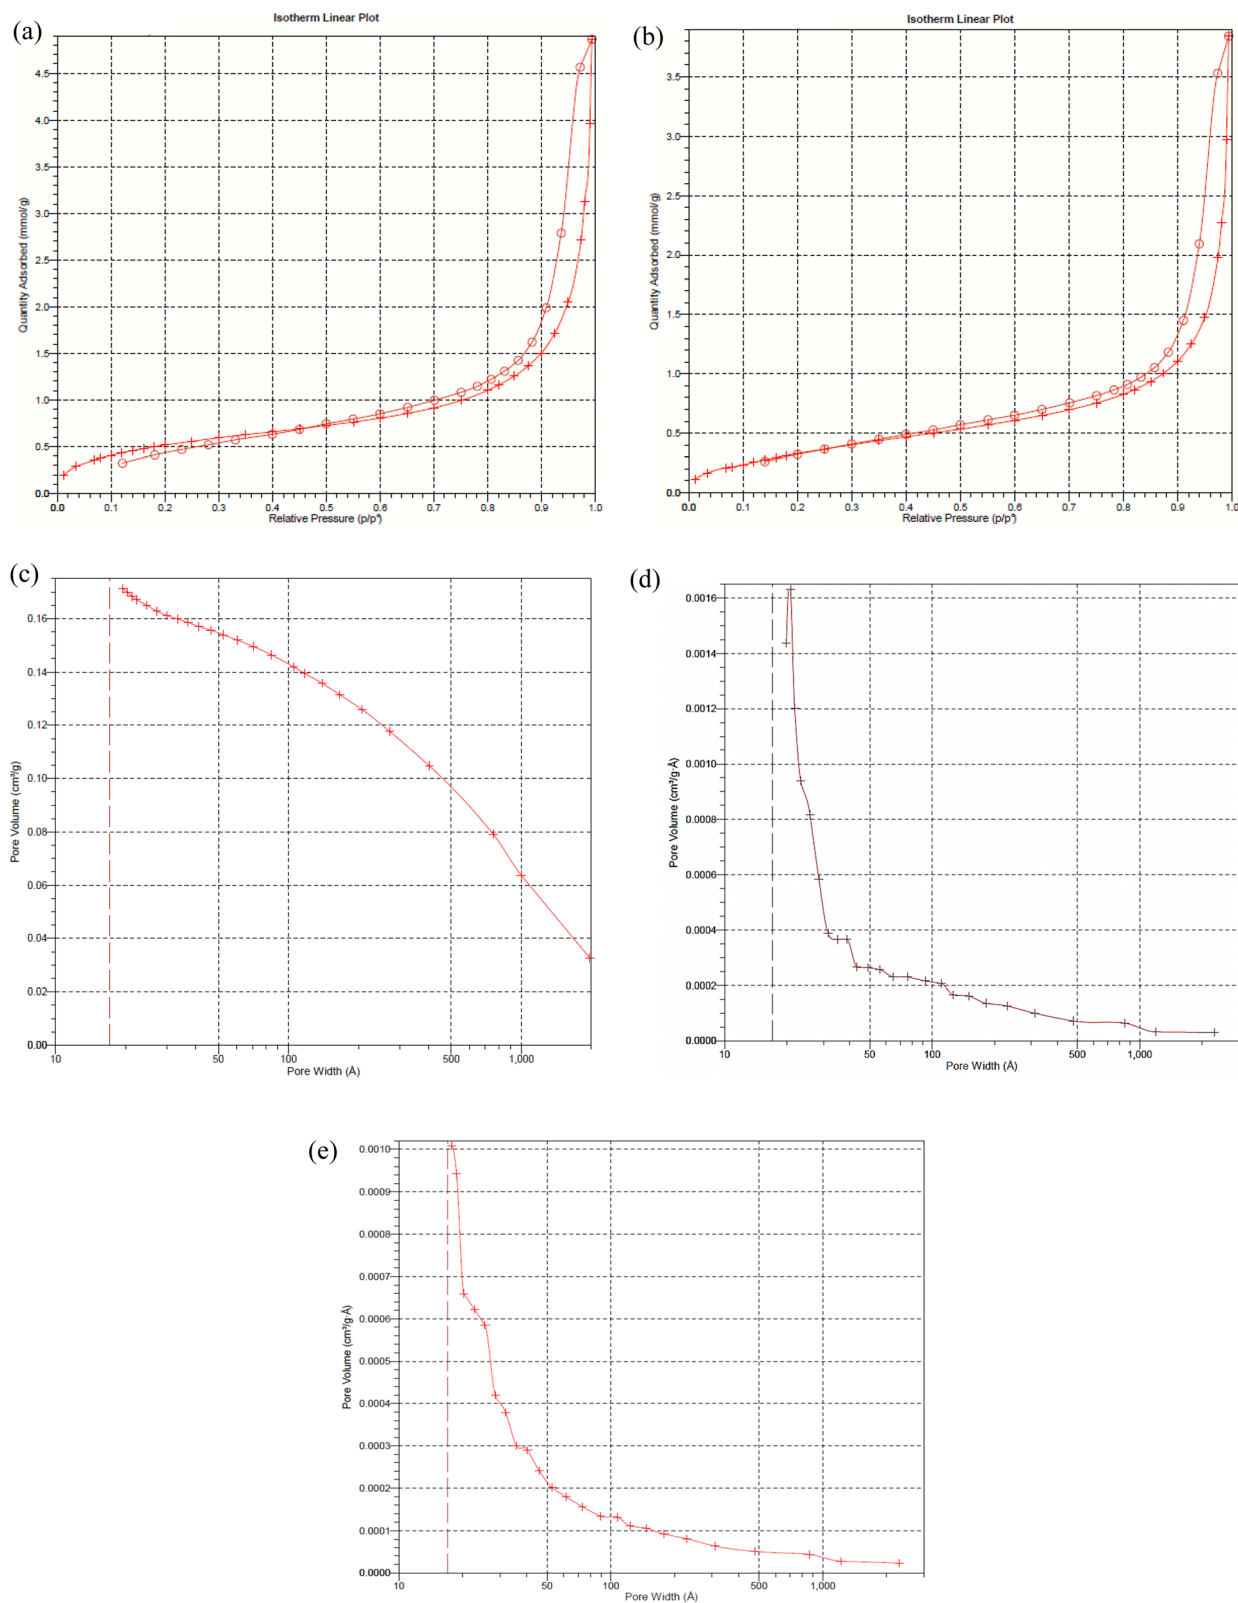 (a)
Isotherm Linear Plot
Quantity Adsorbed (mmol/g)
4.5
4.0
3.5
3.0
2.5
2.0
1.5
1.0
0.5
0.0
0.0 0.1 0.2 0.3 0.4 0.5 0.6 0.7 0.8 0.9 1.0
Relative Pressure (p/p°)
(b)
Isotherm Linear Plot
Quantity Adsorbed (mmol/g)
3.5
3.0
2.5
2.0
1.5
1.0
0.5
0.0
0.0 0.1 0.2 0.3 0.4 0.5 0.6 0.7 0.8 0.9 1.0
Relative Pressure (p/p°)
(c)
Pore Volume (cm³/g)
0.16
0.14
0.12
0.10
0.08
0.06
0.04
0.02
0.00
10 50 100 500 1,000
Pore Width (Å)
(d)
Pore Volume (cm³/g·Å)
0.0016
0.0014
0.0012
0.0010
0.0008
0.0006
0.0004
0.0002
0.0000
10 50 100 500 1,000
Pore Width (Å)
(e)
Pore Volume (cm³/g·Å)
0.0010
0.0009
0.0008
0.0007
0.0006
0.0005
0.0004
0.0003
0.0002
0.0001
0.0000
10 50 100 500 1,000
Pore Width (Å)